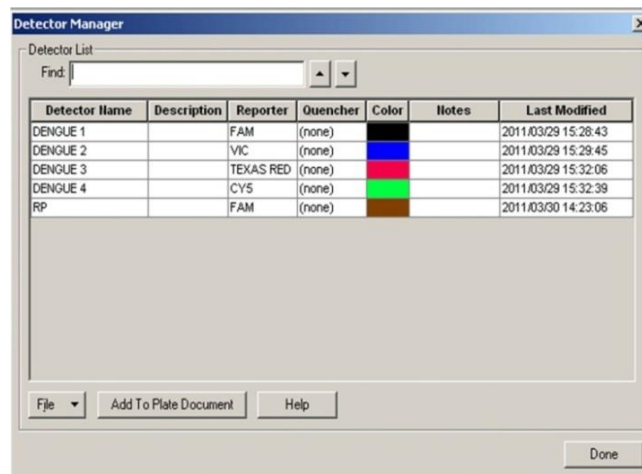 Detector Manager
Detector List
Find:
Detector Name Description Reporter Quencher Color Notes Last Modified
DENGUE 1 FAM (none) 2011/03/29 15:28:43
DENGUE 2 VIC (none) 2011/03/29 15:29:45
DENGUE 3 TEXAS RED (none) 2011/03/29 15:32:06
DENGUE 4 CY5 (none) 2011/03/29 15:32:39
RP FAM (none) 2011/03/30 14:23:06
File Add To Plate Document Help
Done